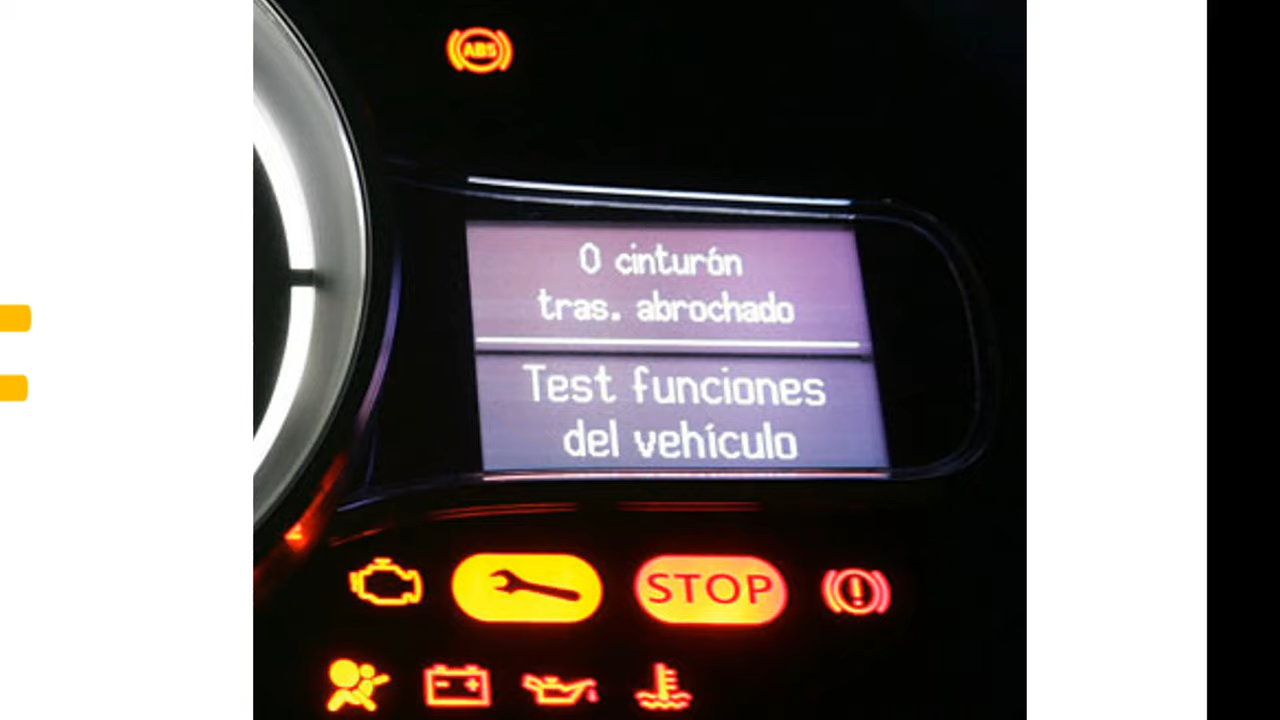 ABS
0 cinturón
tras. abrochado
Test funciones
del vehículo
STOP